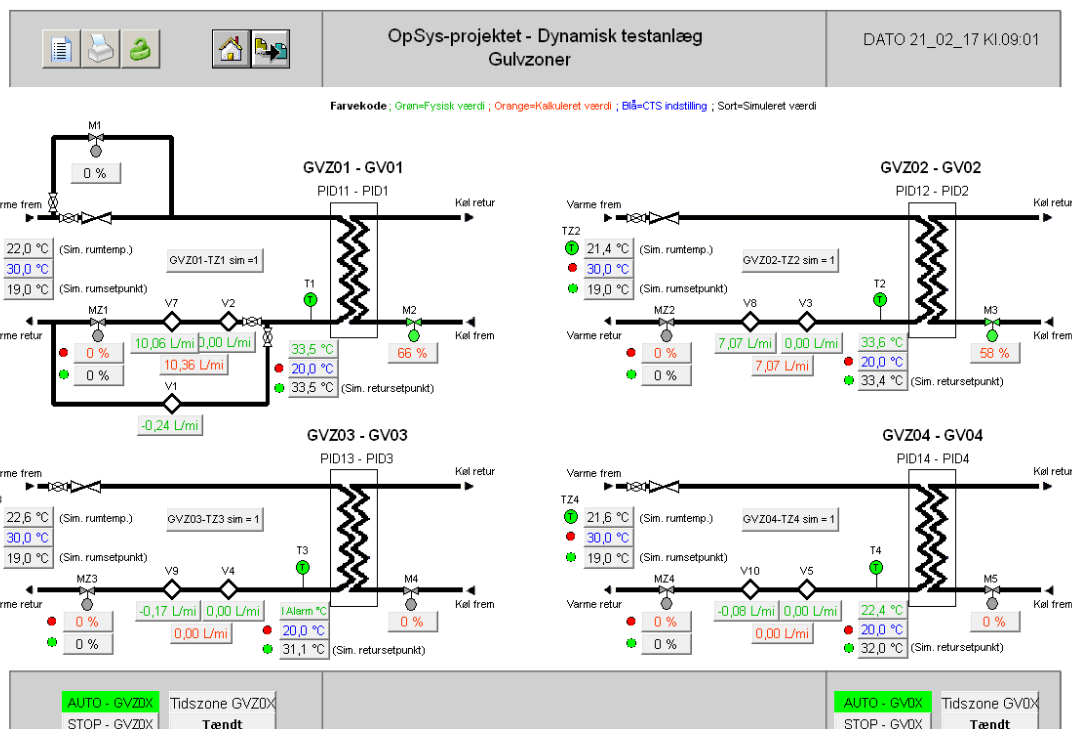 OpSys-projektet - Dynamisk testanlæg
Gulvzoner
DATO 21_02_17 Kl.09:01
Farvekode ; Grøn=Fysisk værdi ; Orange=Kalkuleret værdi ; Blå=CTS indstilling ; Sort=Simuleret værdi
M1
0 %
GVZ01 - GV01
PID11 - PID1
rme frem
Køl retur
22,0 °C (Sim. rumtemp.)
30,0 °C
19,0 °C (Sim. rumsetpunkt)
GVZ01-TZ1 sim =1
T1
T
MZ1
V7
V2
M2
rme retur
Køl frem
0 %
0 %
10,06 L/mi
0,00 L/mi
10,36 L/mi
33,5 °C
20,0 °C
33,5 °C (Sim. retursetpunkt)
66 %
V1
-0,24 L/mi
GVZ02 - GV02
PID12 - PID2
Varme frem
Køl retur
TZ2
T
21,4 °C (Sim. rumtemp.)
30,0 °C
19,0 °C (Sim. rumsetpunkt)
GVZ02-TZ2 sim = 1
T2
T
MZ2
V8
V3
M3
Varme retur
Køl frem
0 %
0 %
7,07 L/mi
0,00 L/mi
7,07 L/mi
33,6 °C
20,0 °C
33,4 °C (Sim. retursetpunkt)
58 %
GVZ03 - GV03
PID13 - PID3
rme frem
Køl retur
22,6 °C (Sim. rumtemp.)
30,0 °C
19,0 °C (Sim. rumsetpunkt)
GVZ03-TZ3 sim = 1
T3
T
MZ3
V9
V4
M4
rme retur
Køl frem
0 %
0 %
-0,17 L/mi
0,00 L/mi
0,00 L/mi
Alarm °C
20,0 °C
31,1 °C (Sim. retursetpunkt)
0 %
GVZ04 - GV04
PID14 - PID4
Varme frem
Køl retur
TZ4
T
21,6 °C (Sim. rumtemp.)
30,0 °C
19,0 °C (Sim. rumsetpunkt)
GVZ04-TZ4 sim = 1
T4
T
MZ4
V10
V5
M5
Varme retur
Køl frem
0 %
0 %
-0,08 L/mi
0,00 L/mi
0,00 L/mi
22,4 °C
20,0 °C
32,0 °C (Sim. retursetpunkt)
0 %
AUTO - GVZ0X
Tidszone GVZ0X
STOP - GVZ0X
Tændt
AUTO - GV0X
Tidszone GV0X
STOP - GV0X
Tændt